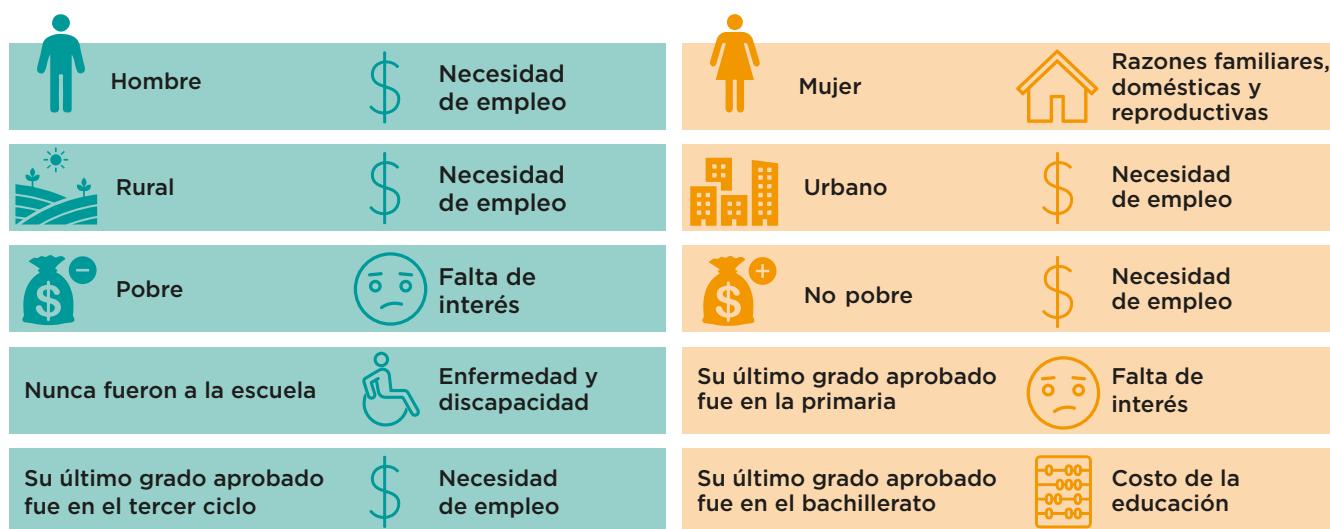 Hombre
Necesidad
de empleo
Mujer
Razones familiares,
domésticas y
reproductivas
Rural
Necesidad
de empleo
Urbano
Necesidad
de empleo
$
Pobre
Falta de
interés
$
No pobre
Necesidad
de empleo
Nunca fueron a la escuela
Enfermedad y
discapacidad
Su último grado aprobado
fue en la primaria
Falta de
interés
Su último grado aprobado
fue en el tercer ciclo
Necesidad
de empleo
Su último grado aprobado
fue en el bachillerato
Costo de la
educación